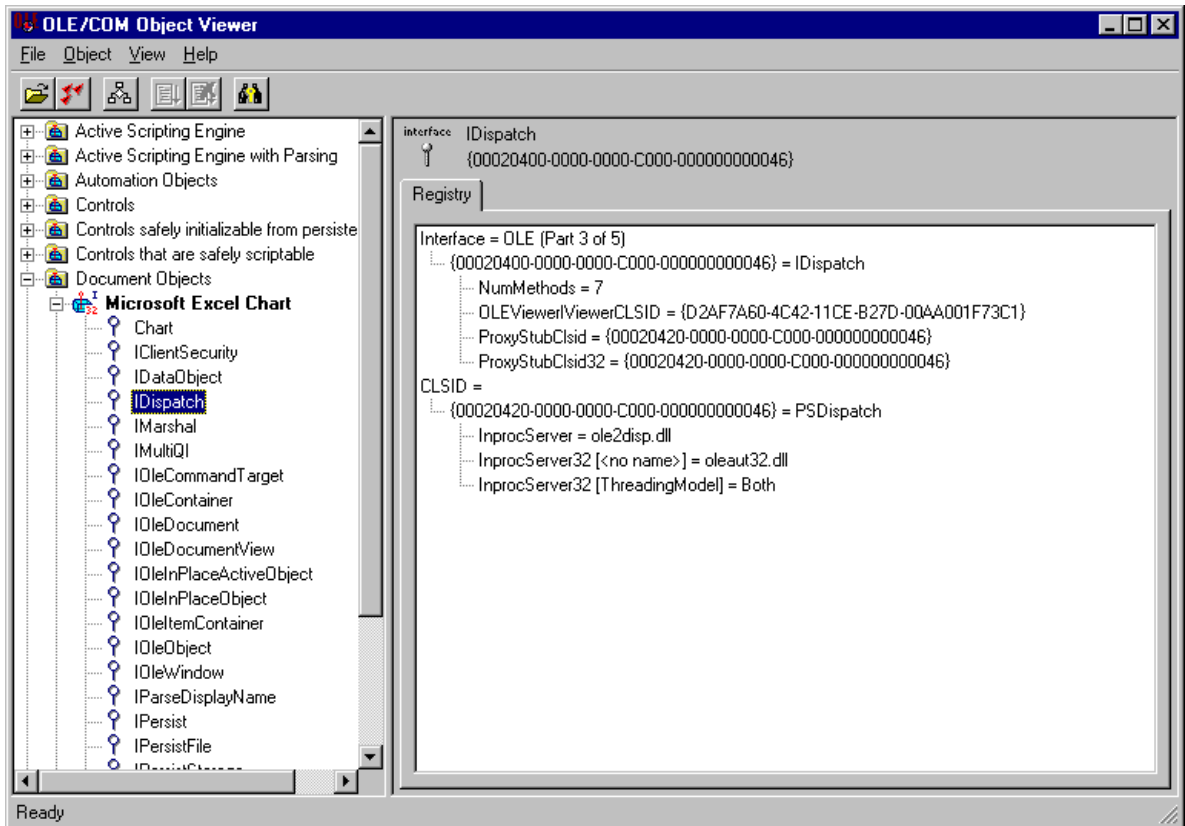 OLE/COM Object Viewer
File Object View Help
Active Scripting Engine
Active Scripting Engine with Parsing
Automation Objects
Controls
Controls safely initializable from persiste
Controls that are safely scriptable
Document Objects
Microsoft Excel Chart
Chart
IClientSecurity
IDataObject
IDispatch
IMarshal
IMultiQI
IOleCommandTarget
IOleContainer
IOleDocument
IOleDocumentView
IOleInPlaceActiveObject
IOleInPlaceObject
IOleItemContainer
IOleObject
IOleWindow
IParseDisplayName
IPersist
IPersistFile
interface IDispatch
{00020400-0000-0000-C000-000000000046}
Registry
Interface = OLE (Part 3 of 5)
{00020400-0000-0000-C000-000000000046} = IDispatch
NumMethods = 7
OLEViewerIViewerCLSID = {D2AF7A60-4C42-11CE-B27D-00AA001F73C1}
ProxyStubClsid = {00020420-0000-0000-C000-000000000046}
ProxyStubClsid32 = {00020420-0000-0000-C000-000000000046}
CLSID =
{00020420-0000-0000-C000-000000000046} = PSDispatch
InprocServer = ole2disp.dll
InprocServer32 [<no name>] = oleaut32.dll
InprocServer32 [ThreadingModel] = Both
Ready